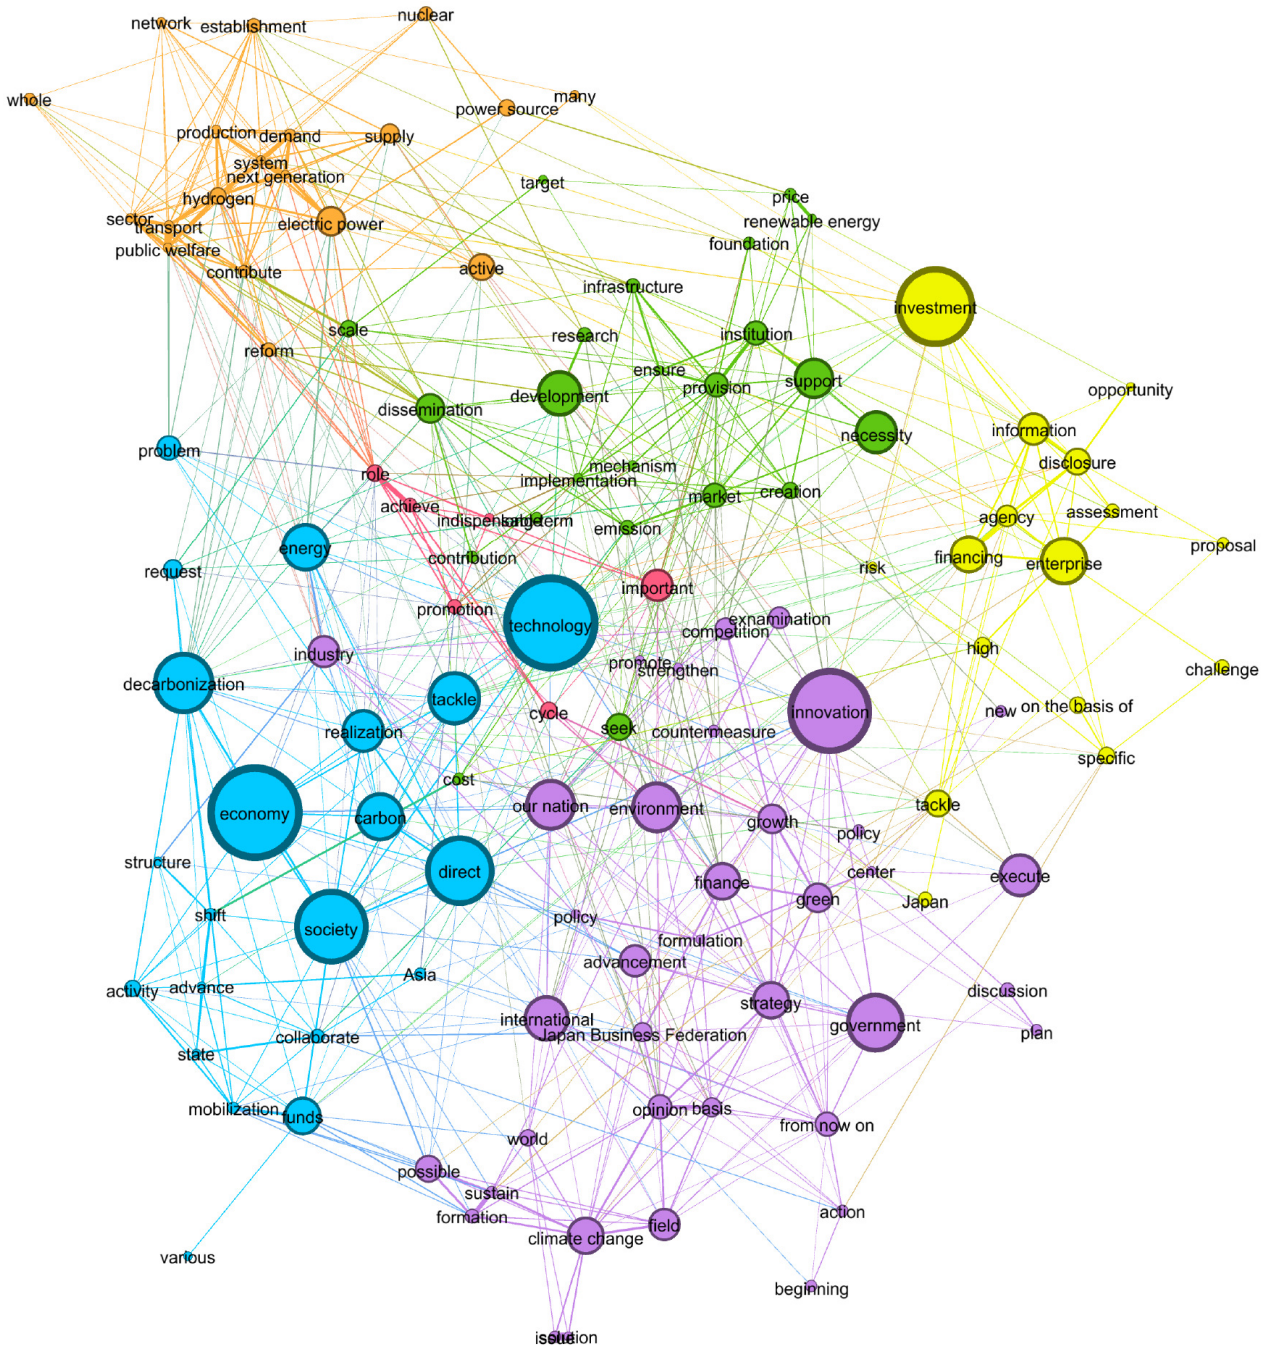 nuclear
network
establishment
many
whole
power source
production
demand
supply
system
next generation
target
hydrogen
price
sector
transport
electric power
renewable energy
public welfare
foundation
contribute
active
infrastructure
investment
scale
research
institution
reform
ensure
provision
support
opportunity
development
dissemination
information
necessity
problem
disclosure
role
mechanism
implementation
creation
market
achieve
indispensable
longterm
emission
agency
assessment
energy
contribution
proposal
financing
enterprise
request
risk
important
promotion
technology
exnamination
competition
industry
high
promote
strengthen
challenge
decarbonization
tackle
cycle
innovation
new
on the basis of
realization
seek
countermeasure
specific
cost
our nation
environment
tackle
economy
carbon
growth
policy
structure
direct
finance
center
execute
green
Japan
shift
policy
society
formulation
advancement
Asia
activity
advance
discussion
strategy
international
government
collaborate
Japan Business Federation
plan
state
mobilization
funds
opinion
basis
from now on
world
possible
sustain
formation
action
field
climate change
various
beginning
issue